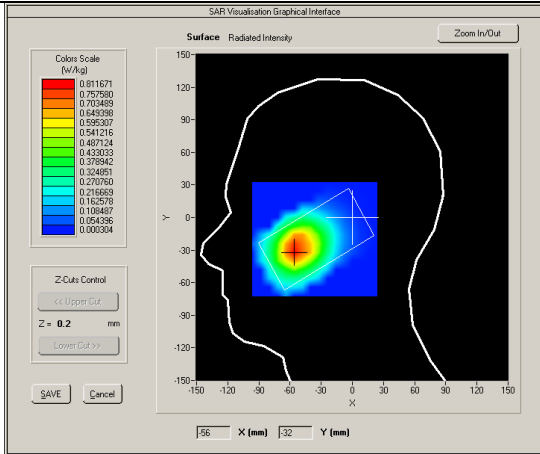 SAR Visualisation Graphical Interface
Surface Radiated Intensity
Zoom In/Out
Colors Scale
(W/kg)
0.811671
0.757580
0.703489
0.649398
0.595307
0.541216
0.487124
0.433033
0.378942
0.324851
0.270760
0.216669
0.162578
0.108487
0.054396
0.000304
Z-Cuts Control
<< Upper Cut
Z = 0.2 mm
Lower Cut >>
SAVE Cancel
150-
120-
90-
60-
30-
0-
-30-
-60-
-90-
-120-
-150-
Y
-150 -120 -90 -60 -30 0 30 60 90 120 150
X
-56 X (mm) -32 Y (mm)